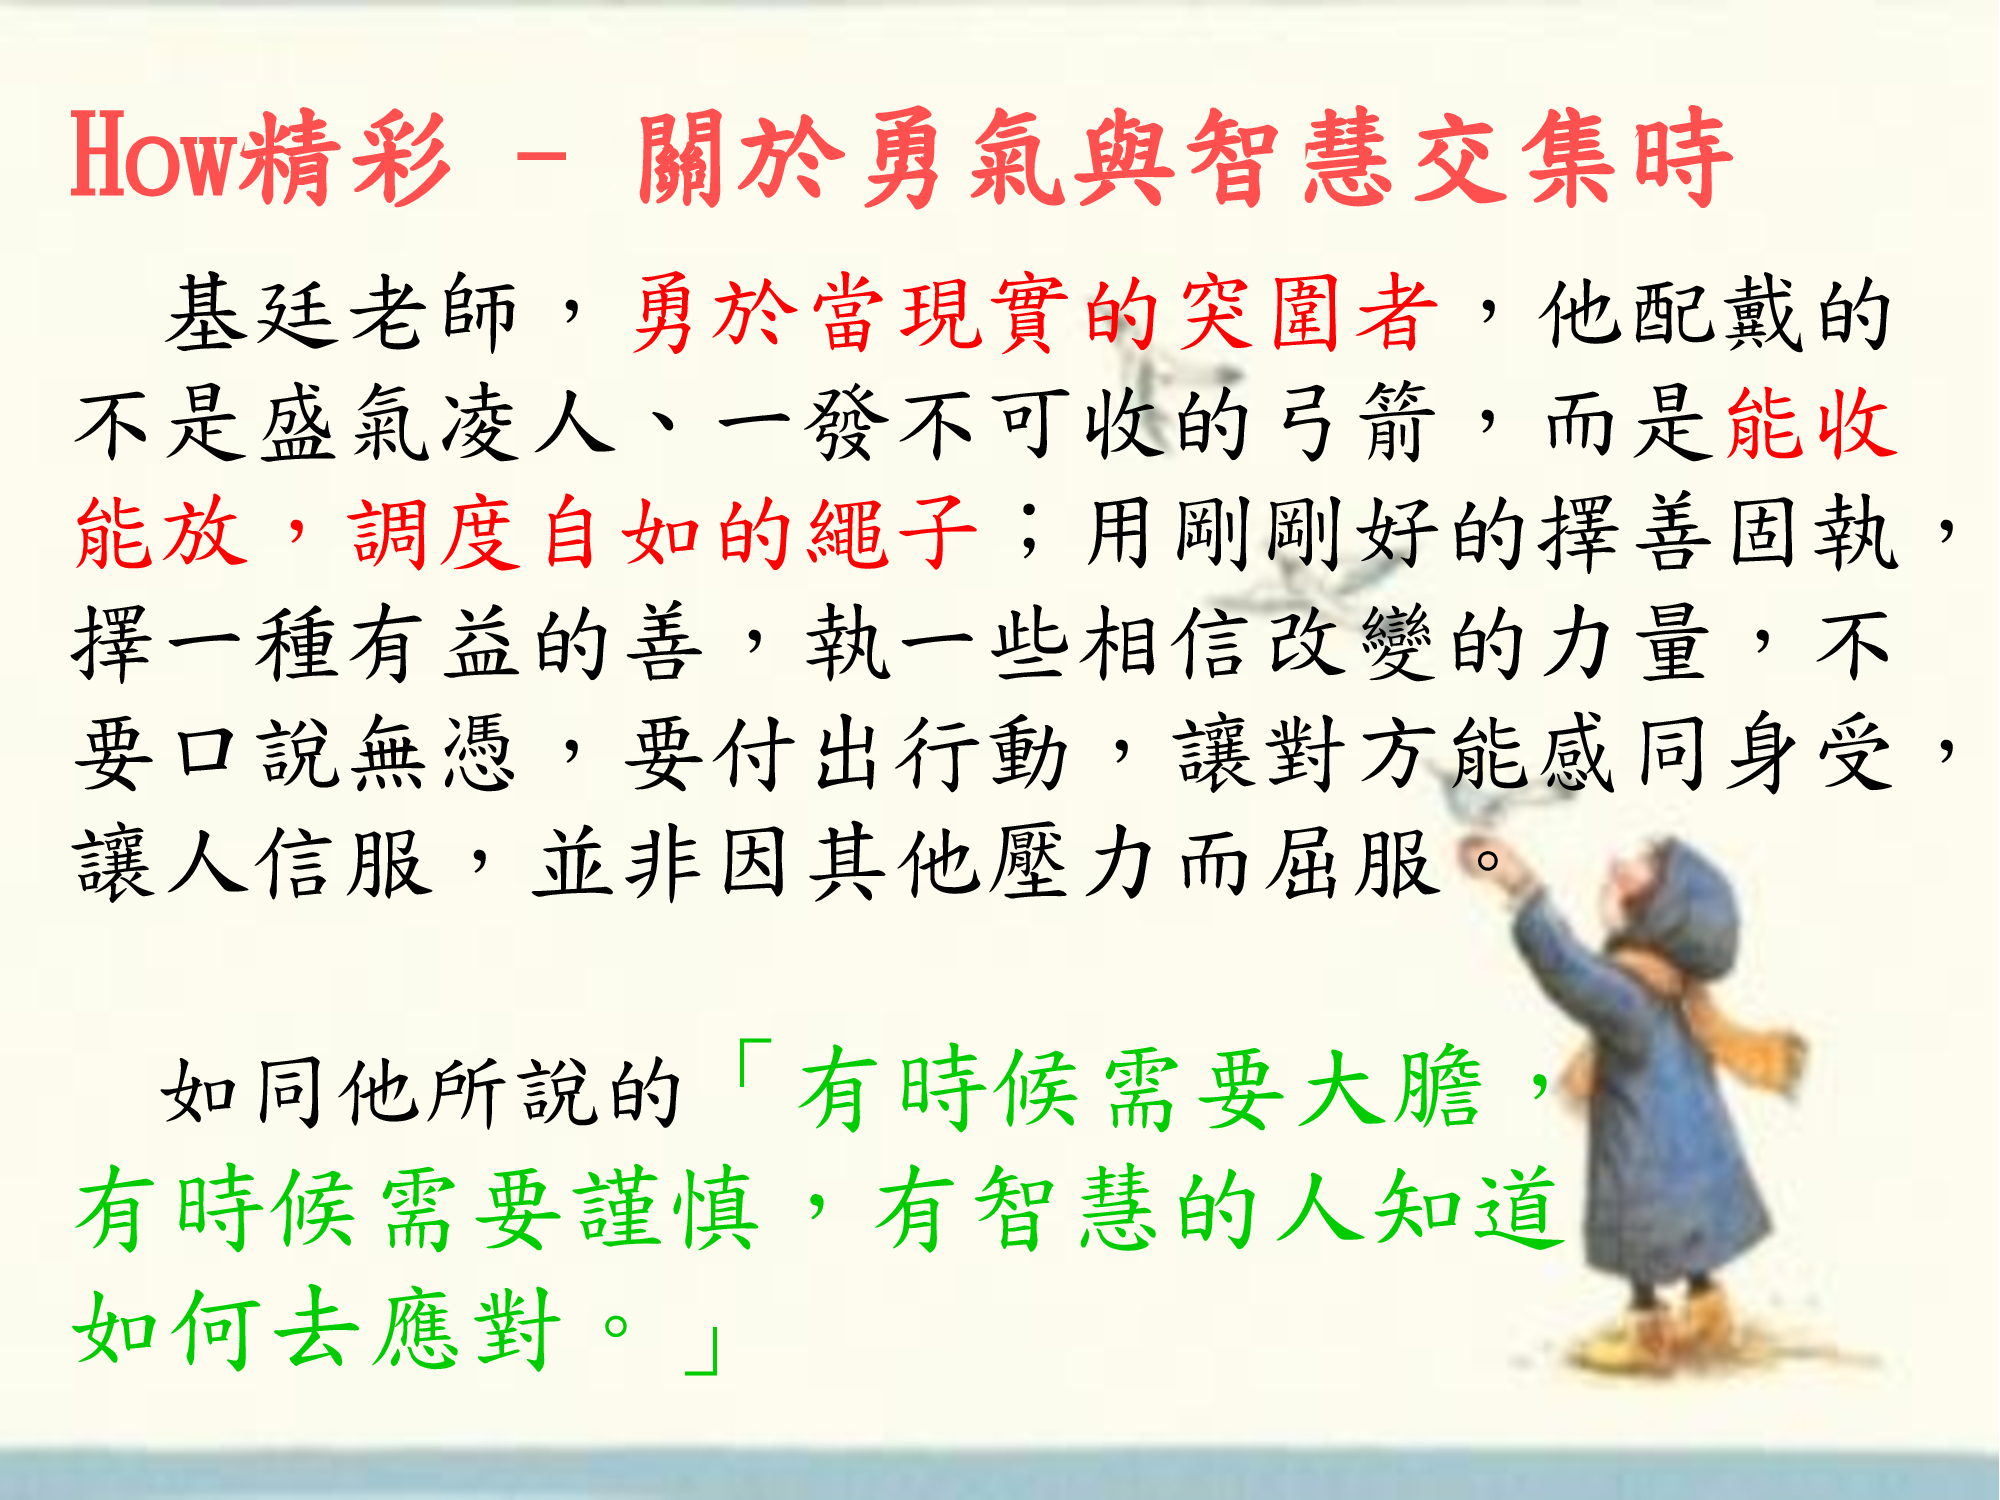 How精彩 - 關於勇氣與智慧交集時
基廷老師，勇於當現實的突圍者，他配戴的
不是盛氣凌人、一發不可收的弓箭，而是能收
能放，調度自如的繩子；用剛剛好的擇善固執，
擇一種有益的善，執一些相信改變的力量，不
要口說無憑，要付出行動，讓對方能感同身受，
讓人信服，並非因其他壓力而屈服。
如同他所說的「有時候需要大膽，
有時候需要謹慎，有智慧的人知道
如何去應對。」